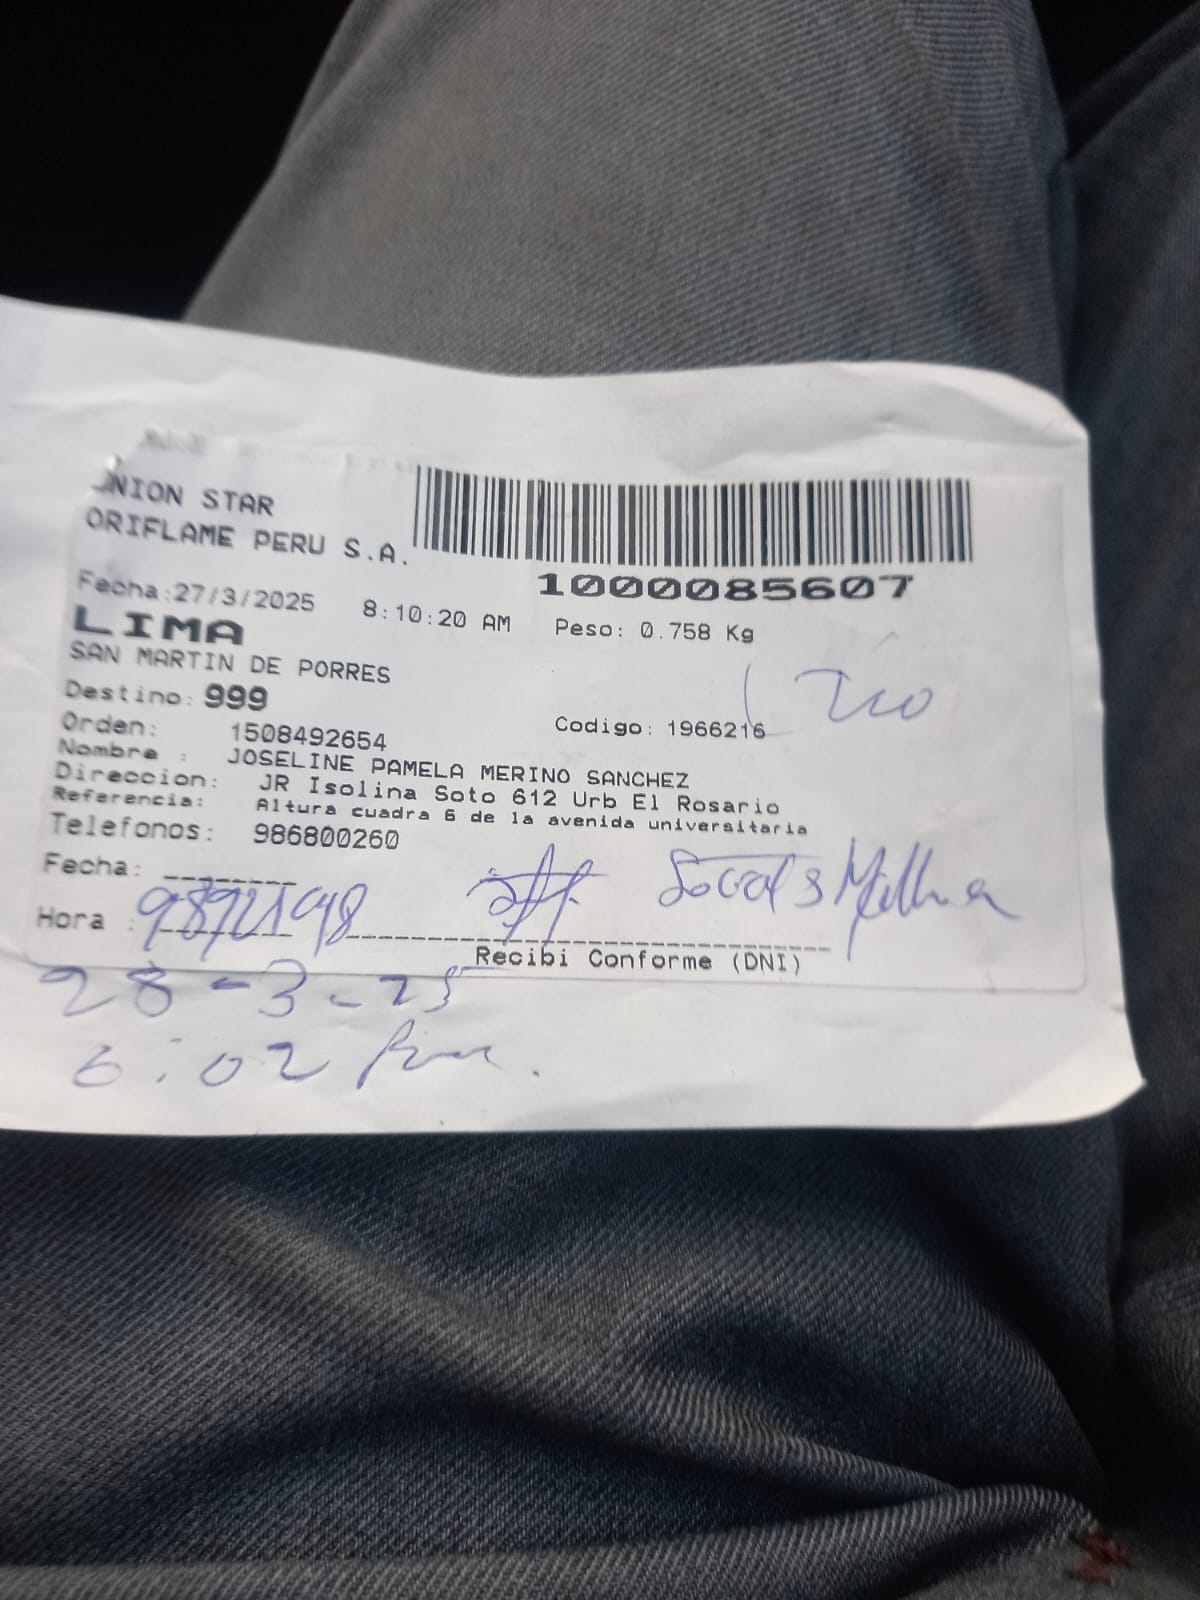 UNION STAR
ORIFLAME PERU S.A.
1000085607
Fecha:27/3/2025 8:10:20 AM Peso: 0.758 Kg
LIMA
SAN MARTIN DE PORRES
Destino: 999
Tio
Orden: 1508492654 Codigo: 1966216
Nombre : JOSELINE PAMELA MERINO SANCHEZ
Direccion: JR Isolina Soto 612 Urb El Rosario
Referencia: Altura cuadra 6 de la avenida universitaria
Telefonos: 986800260
Fecha:
Hora :
Recibi Conforme (DNI)
28-3-25
6:02 pm.